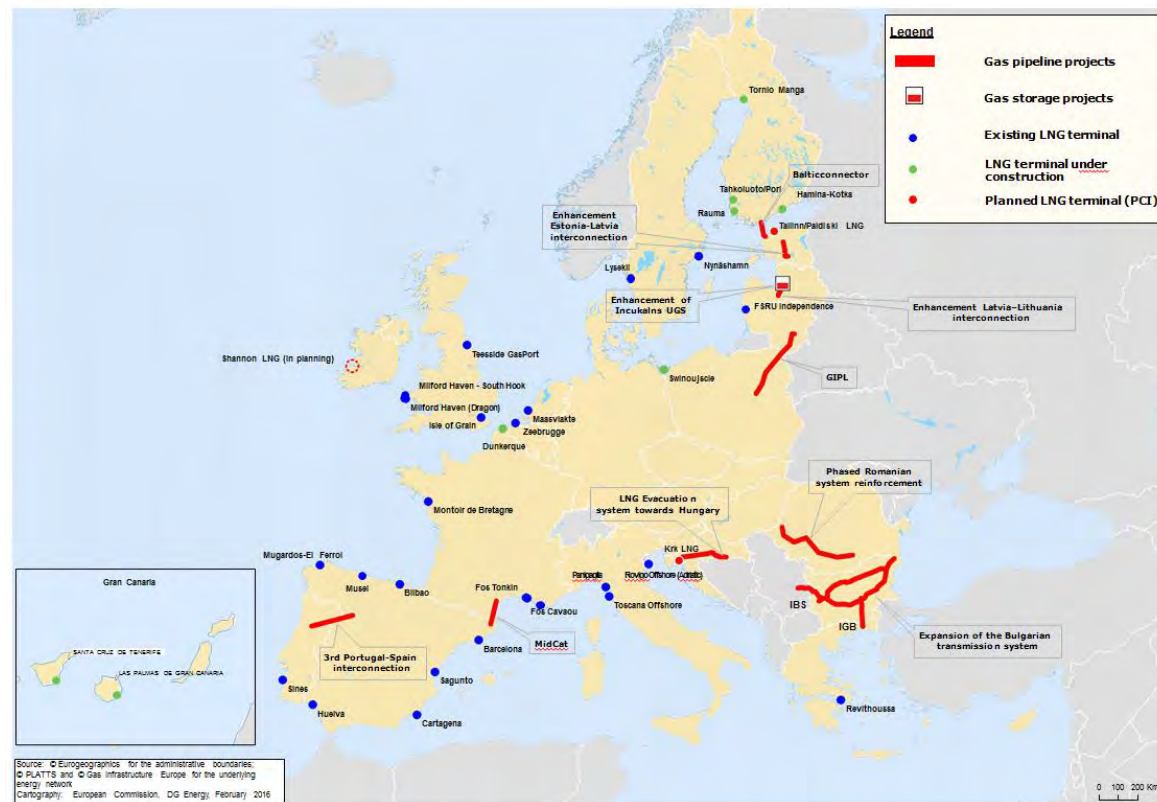 Legend
Gas pipeline projects
Gas storage projects
Existing LNG terminal
LNG terminal under
construction
Planned LNG terminal (PCI)
Tornio Manga
Balticconnector
Tahkoluoto/Pori
Hamina-Kotka
Rauma
Tallinn/Paldiski LNG
Enhancement
Estonia-Latvia
interconnection
Nynäshamn
Lysekil
Enhancement of
Incukalns UGS
FSRU Independence
Enhancement Latvia-Lithuania
interconnection
Teesside GasPort
Shannon LNG (in planning)
GIPL
Swinoujscie
Milford Haven - South Hook
Milford Haven (Dragon)
Isle of Grain
Maasvlakte
Zeebrugge
Dunkerque
Phased Romanian
system reinforcement
LNG Evacuation
system towards Hungary
Montoir de Bretagne
Krk LNG
Mugardos-El Ferrol
Musel
Bilbao
Fos Tonkin
Panigaglia
Rovigo Offshore (Adriatic)
Fos Cavaou
Toscana Offshore
IBS
IGB
Gran Canaria
Expansion of the Bulgarian
transmission system
MidCat
Barcelona
3rd Portugal-Spain
interconnection
SANTA CRUZ DE TENERIFE
LAS PALMAS DE GRAN CANARIA
Sines
Sagunto
Huelva
Cartagena
Revithoussa
Source: © Eurogeographics for the administrative boundaries;
© PLATTS and © Gas Infrastructure Europe for the underlying
energy network
Cartography: European Commission, DG Energy, February 2016
0 100 200 Km